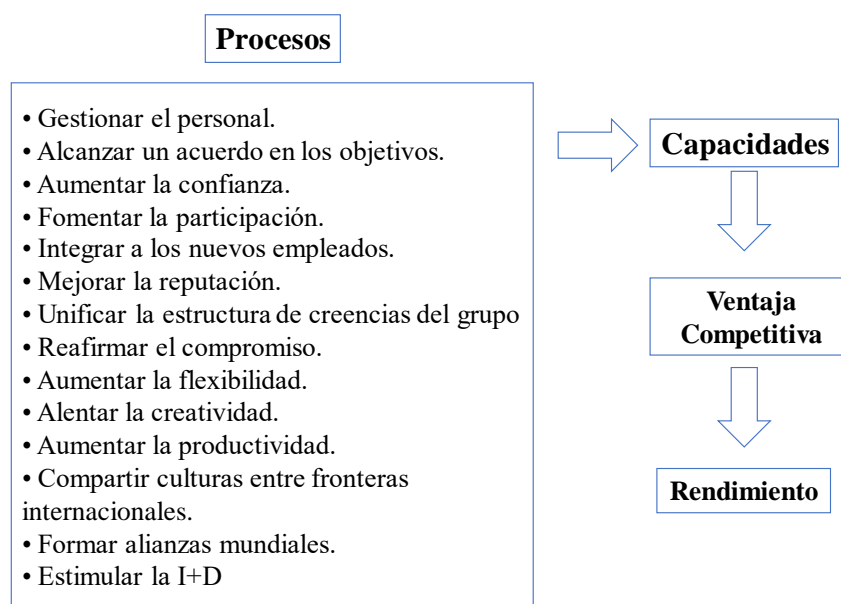 Procesos
• Gestionar el personal.
• Alcanzar un acuerdo en los objetivos.
• Aumentar la confianza.
• Fomentar la participación.
• Integrar a los nuevos empleados.
• Mejorar la reputación.
• Unificar la estructura de creencias del grupo
• Reafirmar el compromiso.
• Aumentar la flexibilidad.
• Alentar la creatividad.
• Aumentar la productividad.
• Compartir culturas entre fronteras
internacionales.
• Formar alianzas mundiales.
• Estimular la I+D
Capacidades
Ventaja
Competitiva
Rendimiento